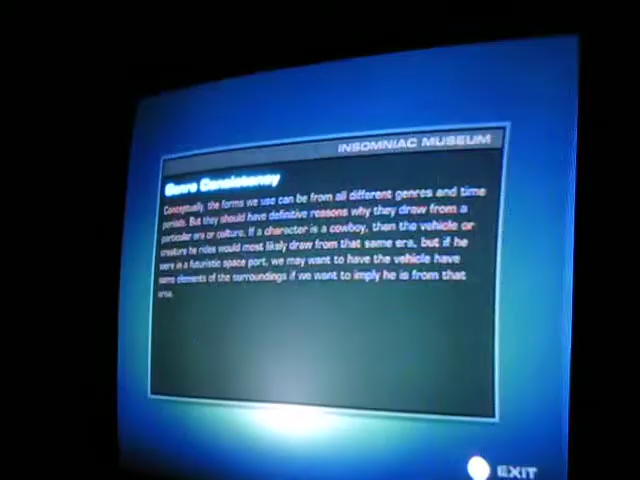 INSOMNIAC MUSEUM
Genre Consistency
Conceptually, the forms we use can be from all different genres and time
periods. But they should have definitive reasons why they draw from a
particular era or culture. If a character is a cowboy, then the vehicle or
creature he rides would most likely draw from that same era, but if he
were in a futuristic space port, we may want to have the vehicle have
some elements of the surroundings if we want to imply he is from that
area.
EXIT